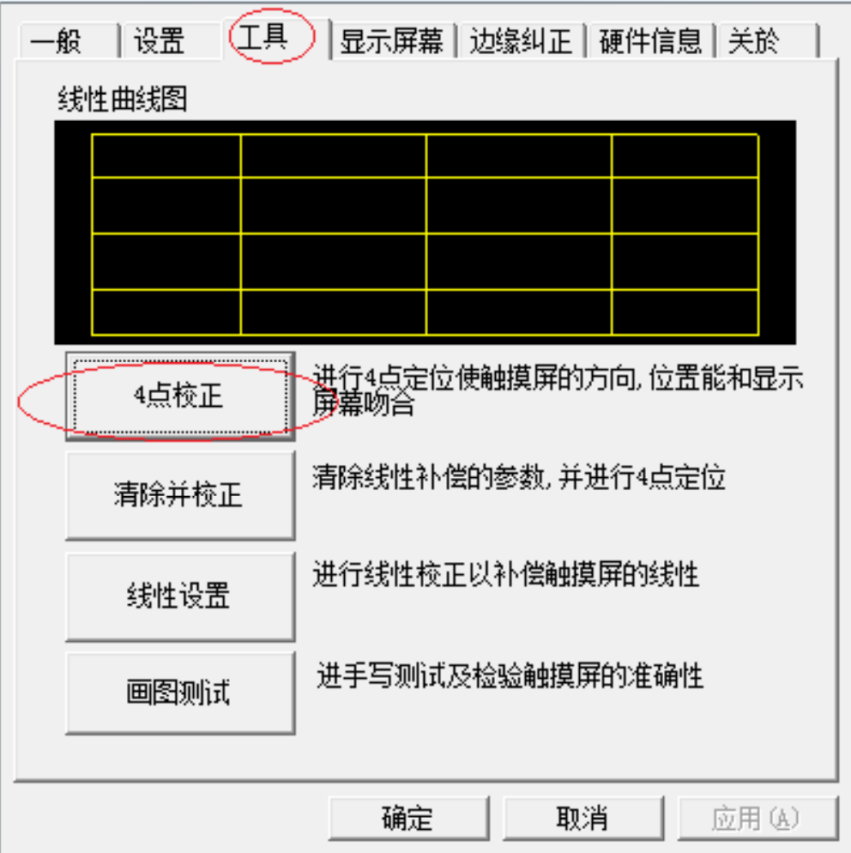 一般 设置 工具 显示屏幕 边缘纠正 硬件信息 关於
线性曲线图
4点校正
进行4点定位使触摸屏的方向, 位置能和显示
屏幕吻合
清除并校正
清除线性补偿的参数, 并进行4点定位
线性设置
进行线性校正以补偿触摸屏的线性
画图测试
进手写测试及检验触摸屏的准确性
确定 取消 应用(A)